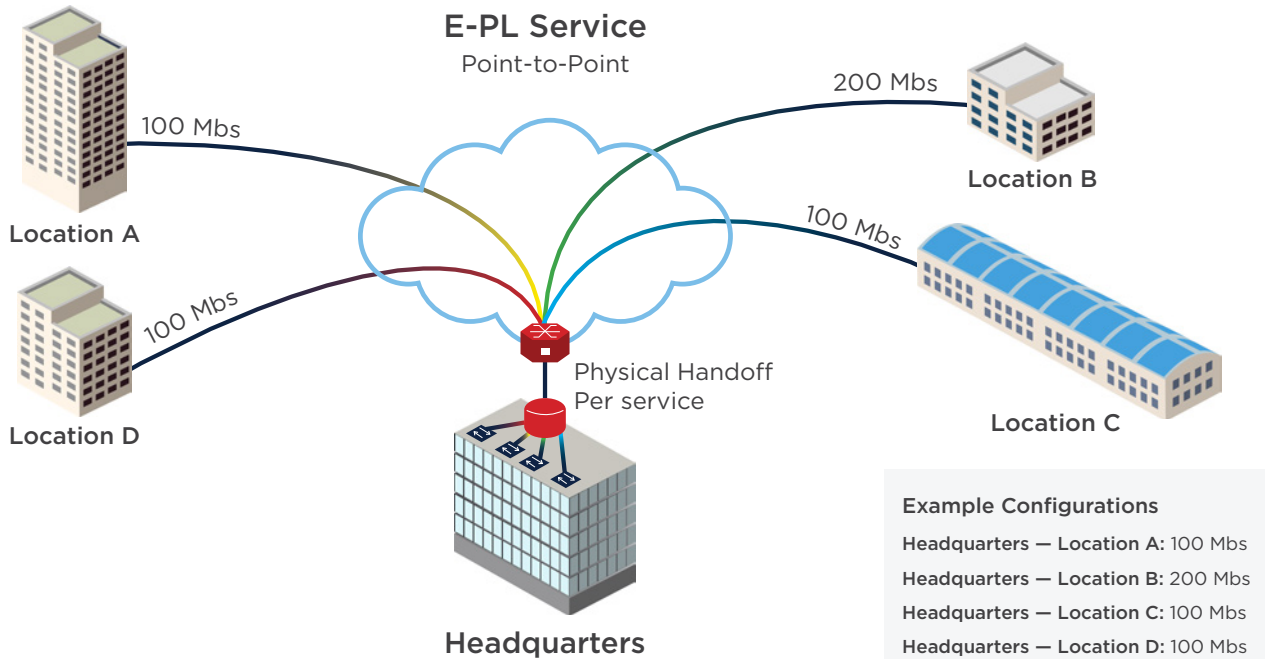 E-PL Service
Point-to-Point
100 Mbs
200 Mbs
Location A
Location B
100 Mbs
100 Mbs
Location D
Location C
Physical Handoff
Per service
Headquarters
Example Configurations
Headquarters — Location A: 100 Mbs
Headquarters — Location B: 200 Mbs
Headquarters — Location C: 100 Mbs
Headquarters — Location D: 100 Mbs